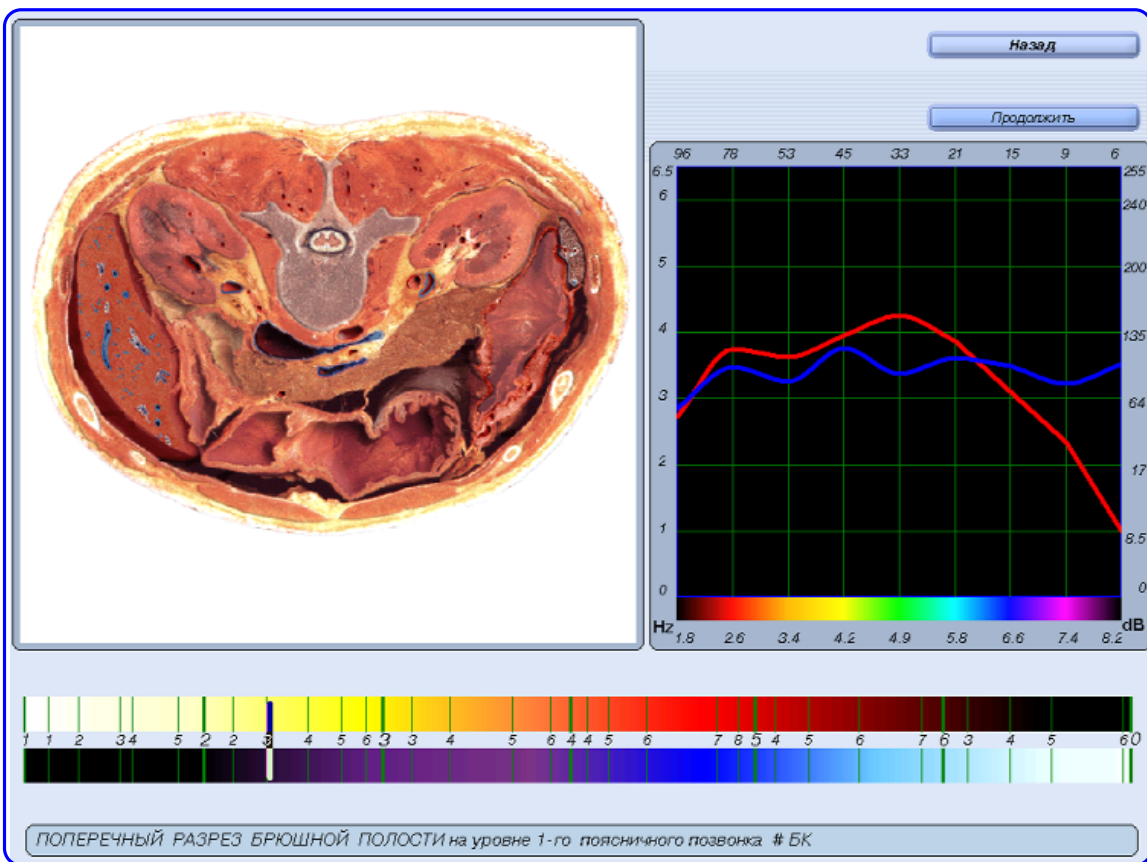 Назад
Продолжить
96 78 53 45 33 21 15 9 6
6.5 255
6 240
5 200
4 135
3 64
2 17
1 8.5
0 0
Hz dB
1.8 2.6 3.4 4.2 4.9 5.8 6.6 7.4 8.2
1 1 2 3 4 5 2 2 3 4 5 6 3 3 4 5 6 4 4 5 6 7 8 5 4 5 6 7 6 3 4 5 6 0
ПОПЕРЕЧНЫЙ РАЗРЕЗ БРЮШНОЙ ПОЛОСТИ на уровне 1-го поясничного позвонка # БК